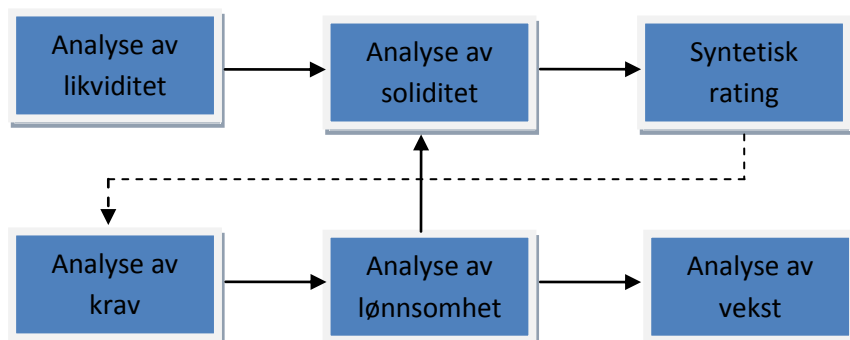 Analyse av
likviditet
Analyse av
soliditet
Syntetisk
rating
Analyse av
krav
Analyse av
lønnsomhet
Analyse av
vekst